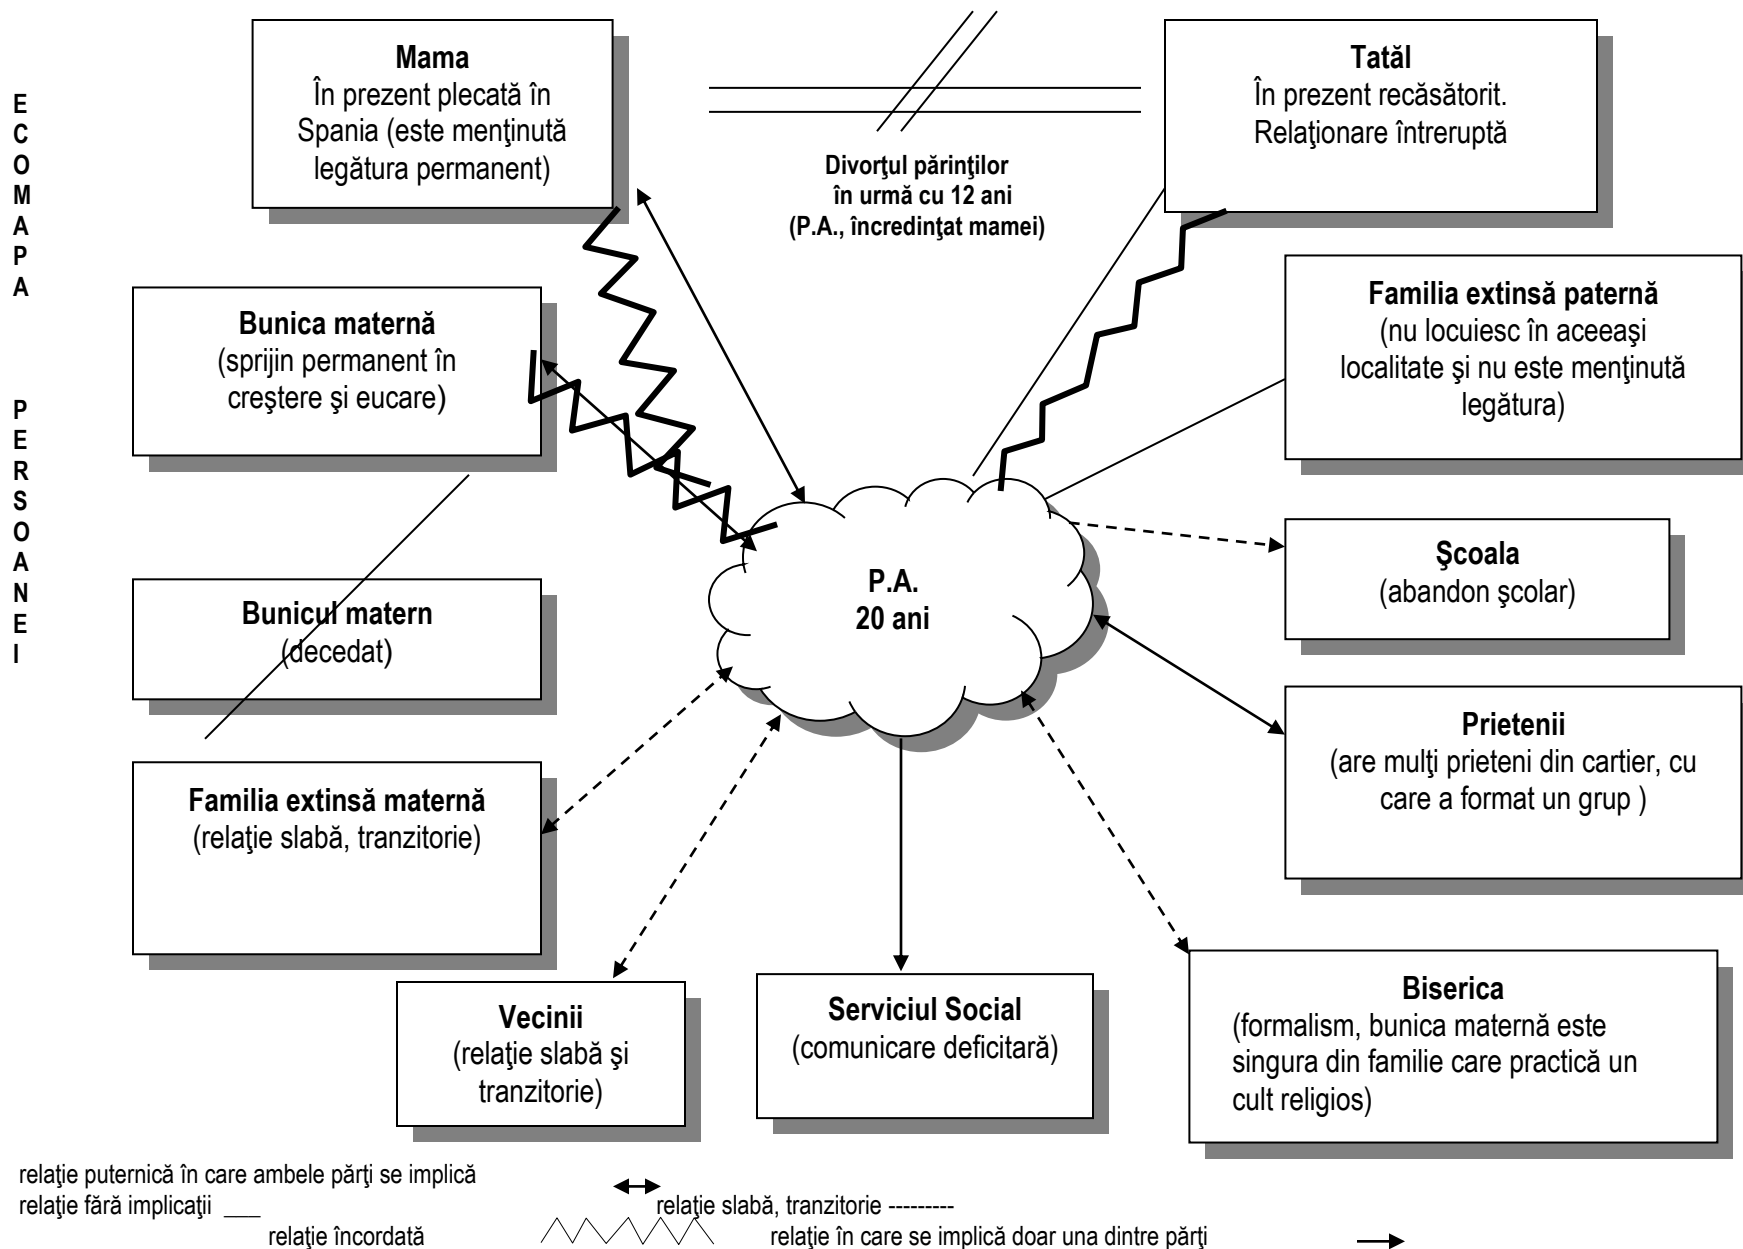 ECOMAPA PERSOANEI
Mama
În prezent plecată în
Spania (este menţinută
legătura permanent)
Divorţul părinţilor
în urmă cu 12 ani
(P.A., încredinţat mamei)
Tatăl
În prezent recăsătorit.
Relaţionare întreruptă
Bunica maternă
(sprijin permanent în
creştere şi eucare)
Familia extinsă paternă
(nu locuiesc în aceeaşi
localitate şi nu este menţinută
legătura)
Bunicul matern
(decedat)
P.A.
20 ani
Şcoala
(abandon şcolar)
Prietenii
(are mulţi prieteni din cartier, cu
care a format un grup )
Familia extinsă maternă
(relaţie slabă, tranzitorie)
Vecinii
(relaţie slabă şi
tranzitorie)
Serviciul Social
(comunicare deficitară)
Biserica
(formalism, bunica maternă este
singura din familie care practică un
cult religios)
relaţie puternică în care ambele părţi se implică
relaţie fără implicaţii ___ relaţie slabă, tranzitorie ---------
relaţie încordată relaţie în care se implică doar una dintre părţi